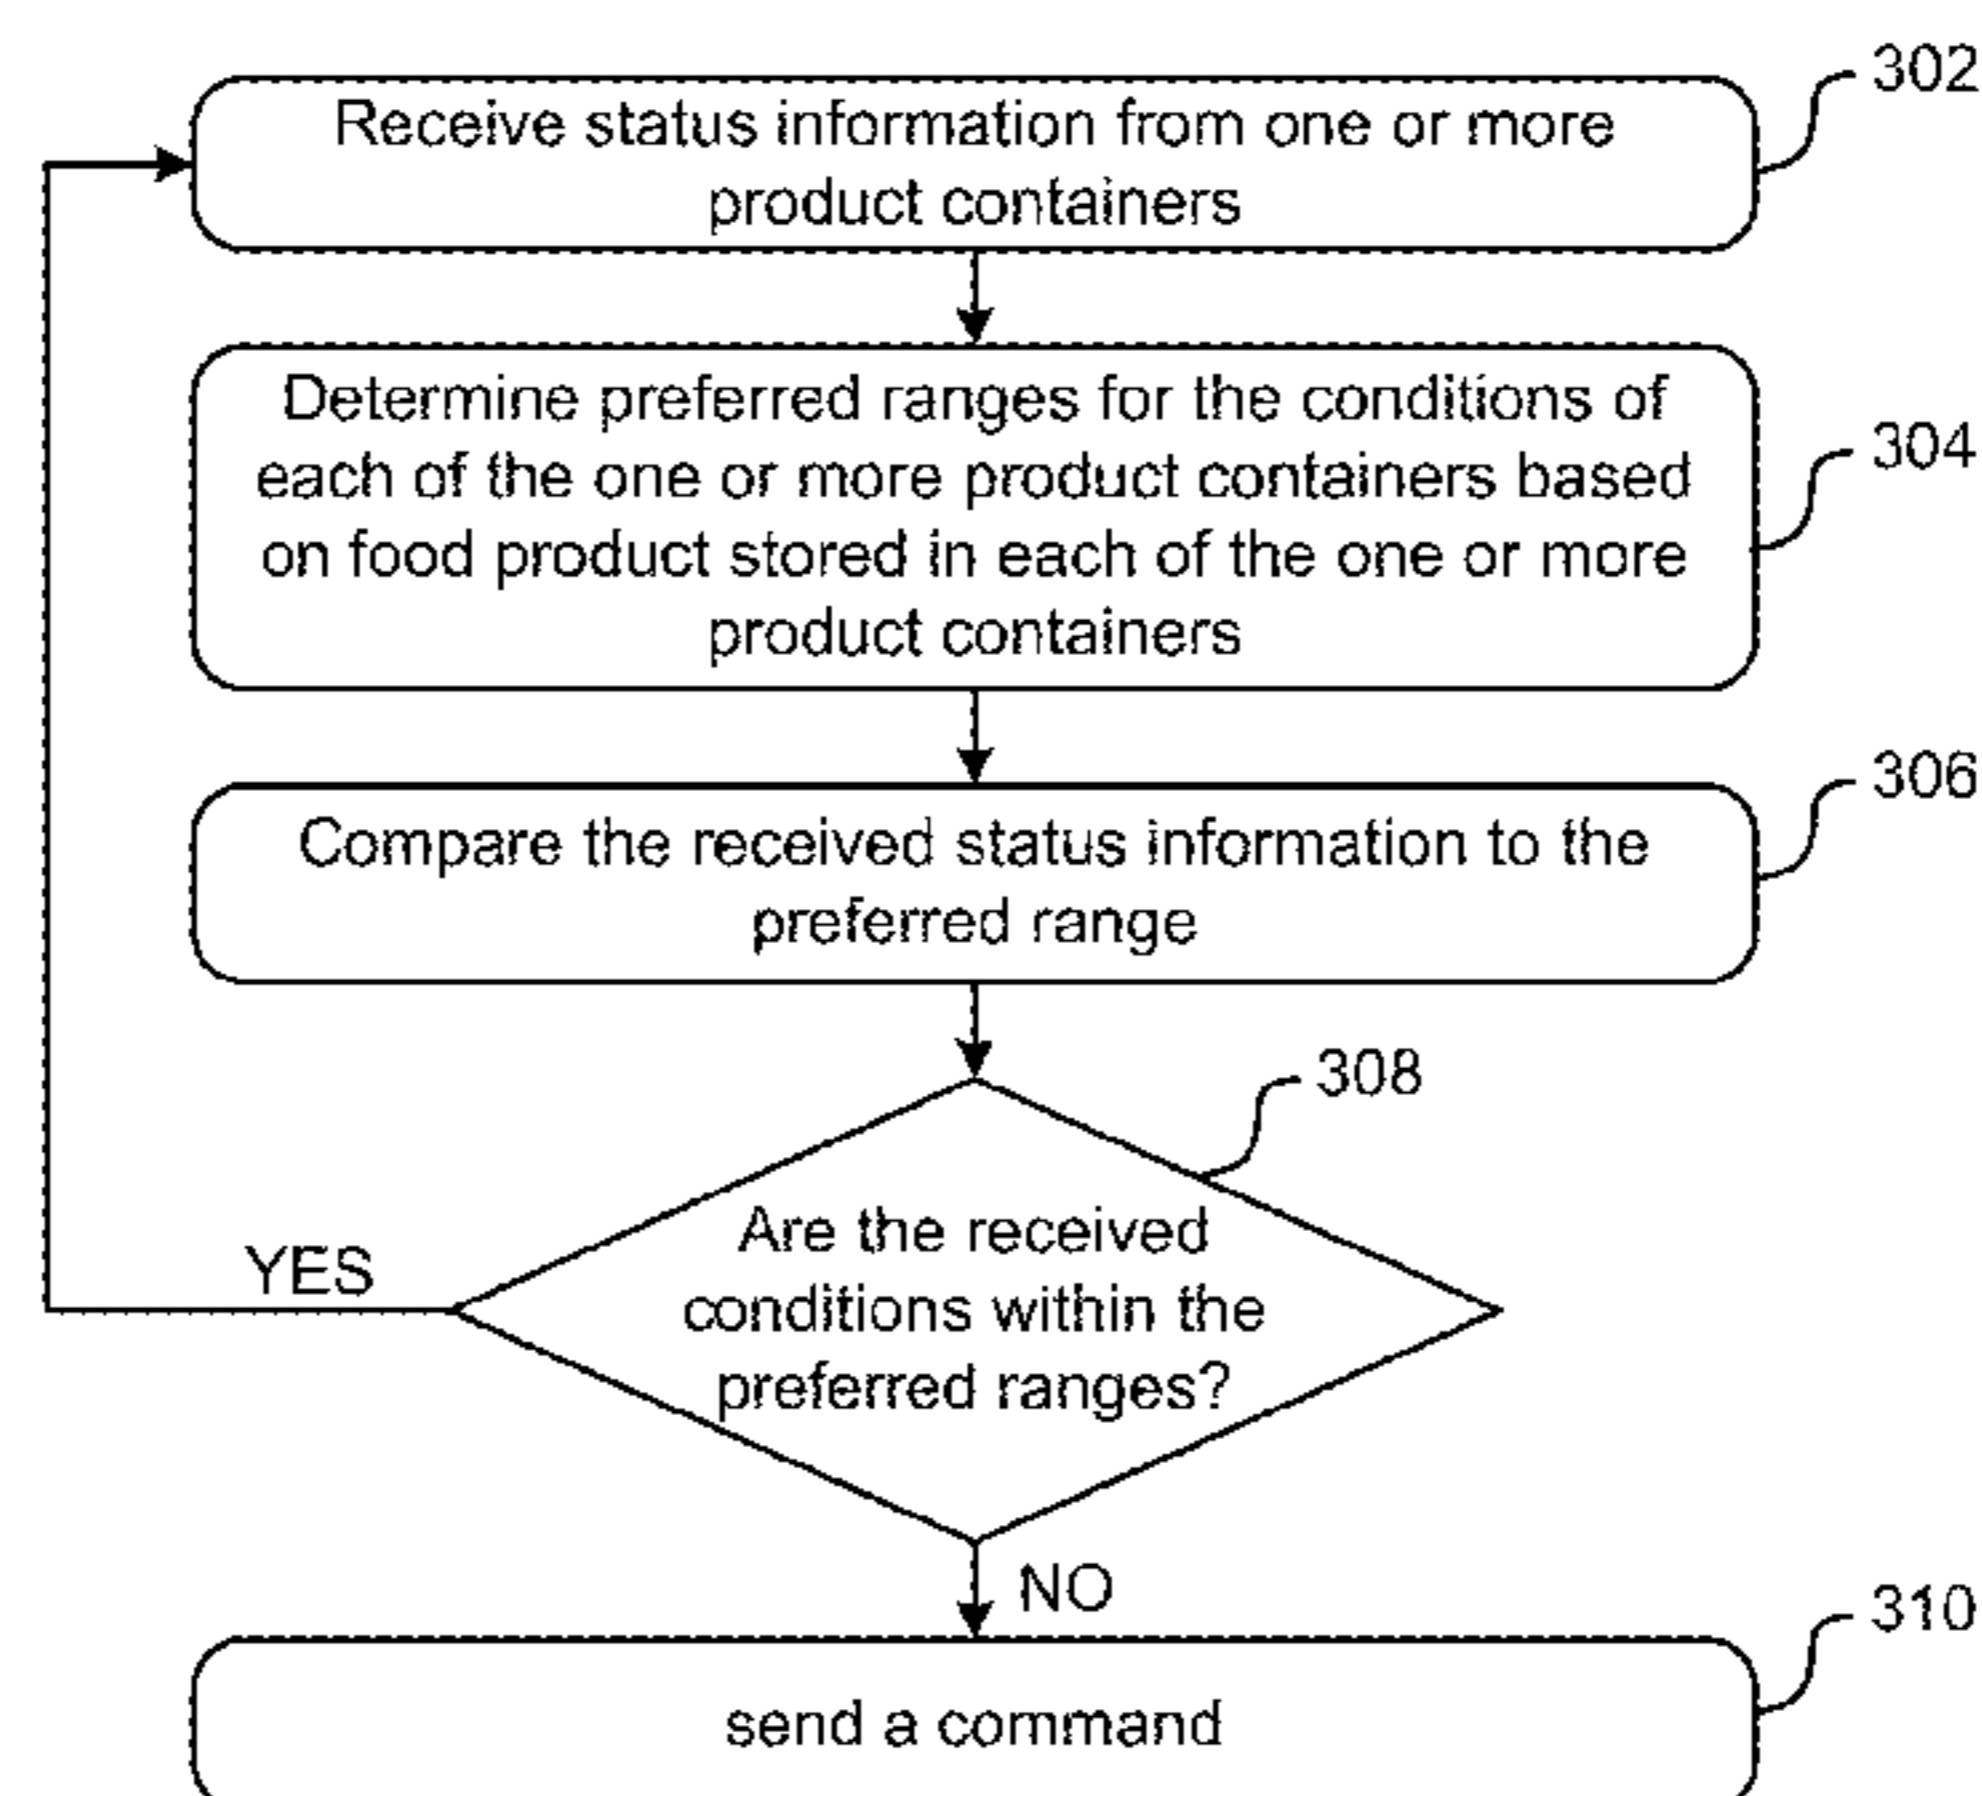 302
Receive status information from one or more
product containers
Determine preferred ranges for the conditions of
each of the one or more product containers based
on food product stored in each of the one or more
product containers
304
306
Compare the received status information to the
preferred range
308
Are the received
conditions within the
preferred ranges?
YES
NO
310
send a command